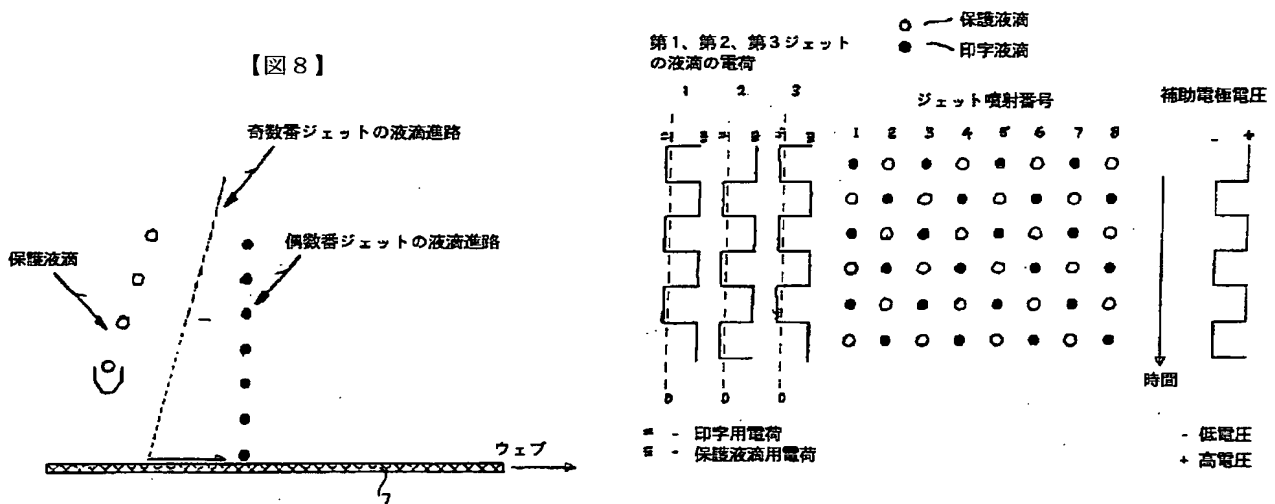 【図8】
奇数番ジェットの液滴進路
偶数番ジェットの液滴進路
保護液滴
ウェブ
7
保護液滴
印字液滴
第1、第2、第3ジェット
の液滴の電荷
1 2 3
ジェット噴射番号
1 2 3 4 5 6 7 8
補助電極電圧
- +
時間
0 0 0
- 印字用電荷
- 保護液滴用電荷
- 低電圧
+ 高電圧